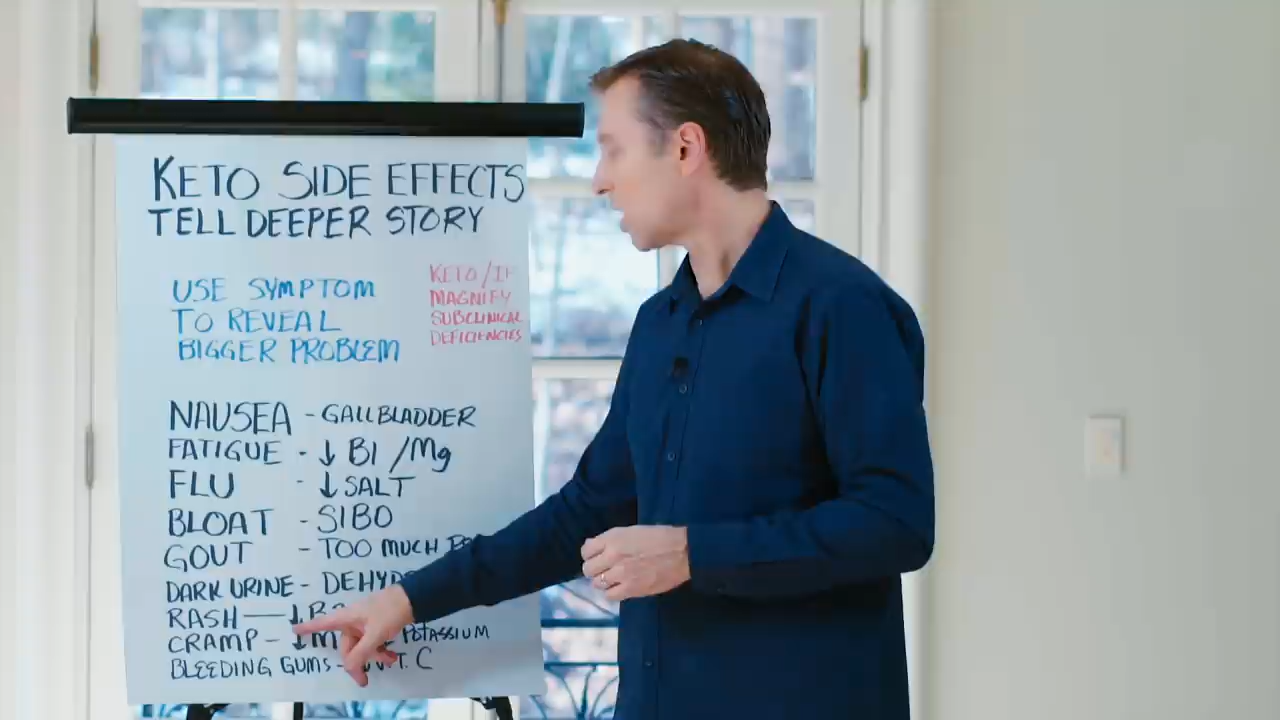 KETO SIDE EFFECTS
TELL DEEPER STORY
USE SYMPTOM
TO REVEAL
BIGGER PROBLEM
KETO/IF
MAGNIFY
SUBCLINICAL
DEFICIENCIES
NAUSEA - GALLBLADDER
FATIGUE - ↓ B1 /Mg
FLU - ↓ SALT
BLOAT - SIBO
GOUT - TOO MUCH
DARK URINE -
RASH — ↓
CRAMP - ↓ POTASSIUM
BLEEDING GUMS - C